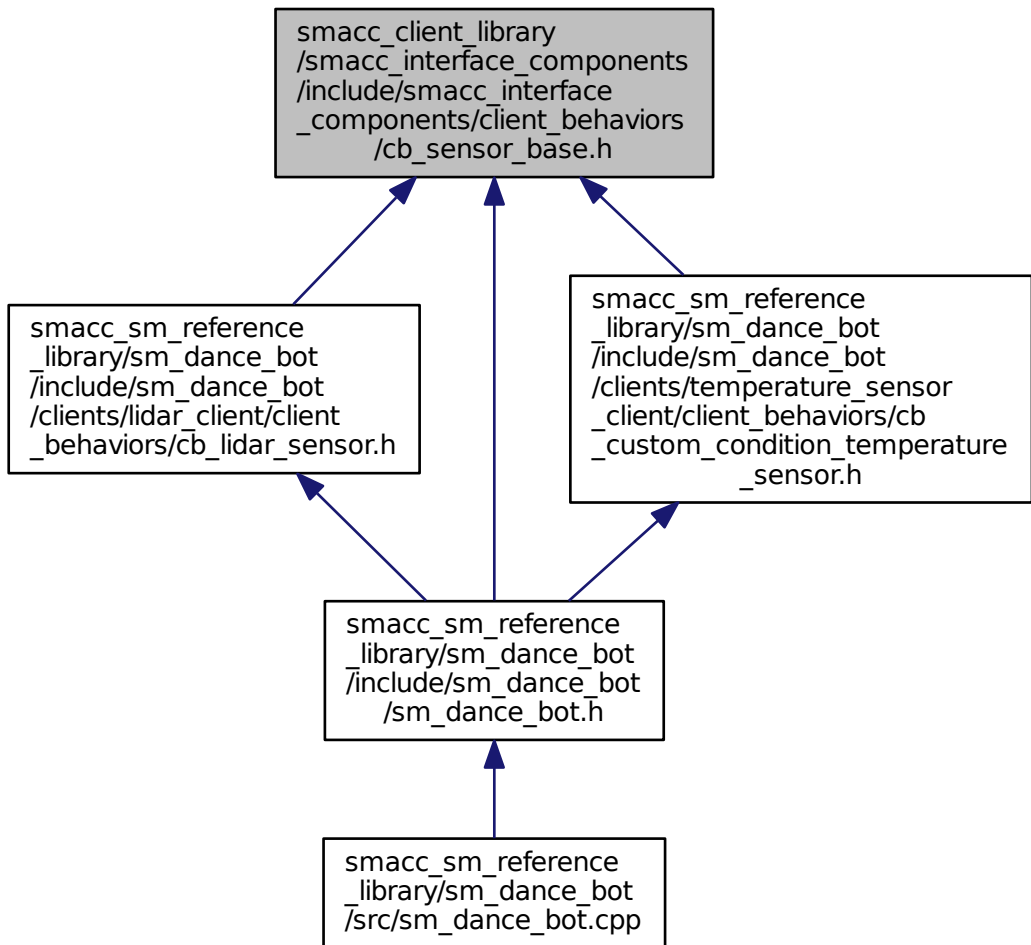 smacc_client_library
/smacc_interface_components
/include/smacc_interface
_components/client_behaviors
/cb_sensor_base.h
smacc_sm_reference
_library/sm_dance_bot
/include/sm_dance_bot
/clients/lidar_client/client
_behaviors/cb_lidar_sensor.h
smacc_sm_reference
_library/sm_dance_bot
/include/sm_dance_bot
/clients/temperature_sensor
_client/client_behaviors/cb
_custom_condition_temperature
_sensor.h
smacc_sm_reference
_library/sm_dance_bot
/include/sm_dance_bot
/sm_dance_bot.h
smacc_sm_reference
_library/sm_dance_bot
/src/sm_dance_bot.cpp